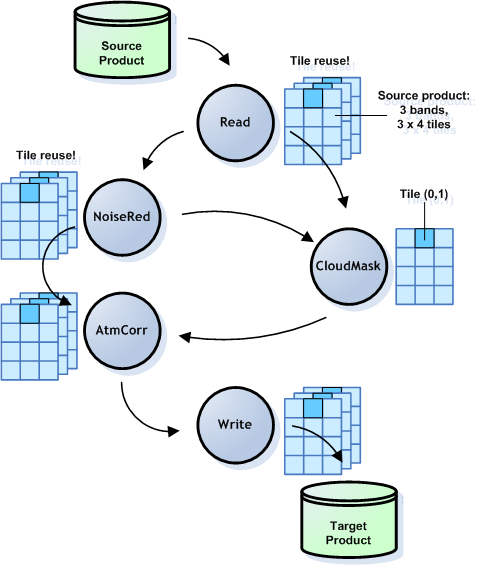 Source
Product
Tile reuse!
Read
Source product:
3 bands,
3 x 4 tiles
Tile reuse!
NoiseRed
Tile (0,1)
CloudMask
AtmCorr
Write
Target
Product